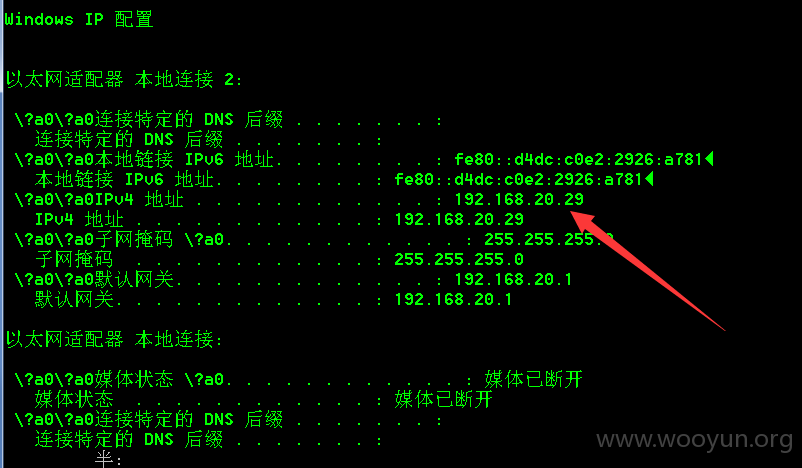 Windows IP 配置
以太网适配器 本地连接 2:
\?a0\?a0连接特定的 DNS 后缀 . . . . . . . :
连接特定的 DNS 后缀 . . . . . . . :
\?a0\?a0本地链接 IPv6 地址. . . . . . . . : fe80::d4dc:c0e2:2926:a781
本地链接 IPv6 地址. . . . . . . . : fe80::d4dc:c0e2:2926:a781
\?a0\?a0IPv4 地址 . . . . . . . . . . . . : 192.168.20.29
IPv4 地址 . . . . . . . . . . . . : 192.168.20.29
\?a0\?a0子网掩码 \?a0. . . . . . . . . . . . : 255.255.255.0
子网掩码 . . . . . . . . . . . . : 255.255.255.0
\?a0\?a0默认网关. . . . . . . . . . . . . : 192.168.20.1
默认网关. . . . . . . . . . . . . : 192.168.20.1
以太网适配器 本地连接:
\?a0\?a0媒体状态 \?a0. . . . . . . . . . . . : 媒体已断开
媒体状态 . . . . . . . . . . . . : 媒体已断开
\?a0\?a0连接特定的 DNS 后缀 . . . . . . . :
连接特定的 DNS 后缀 . . . . . . . :
半:
www.wooyun.org